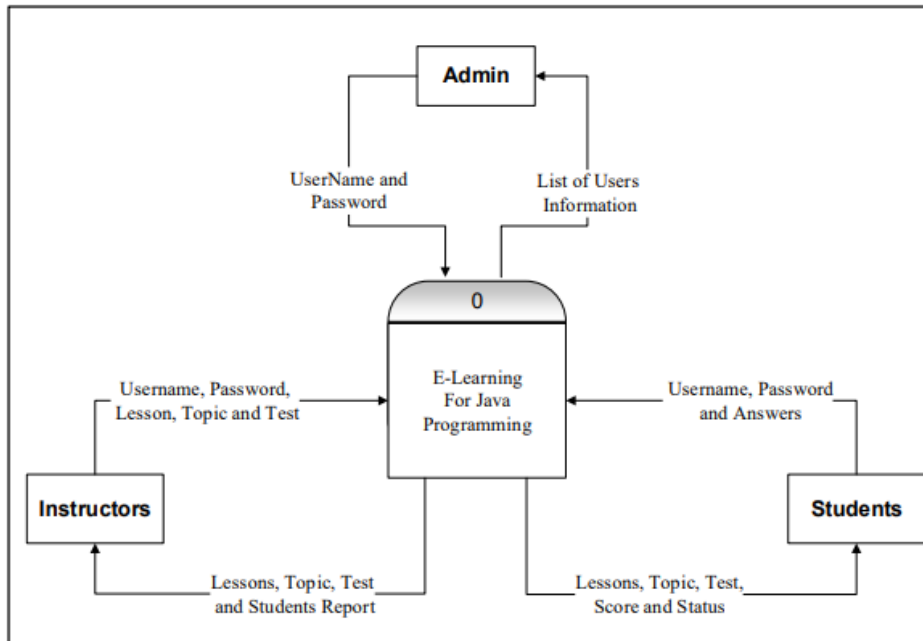 Admin
UserName and
Password
List of Users
Information
0
E-Learning
For Java
Programming
Username, Password,
Lesson, Topic and Test
Username, Password
and Answers
Instructors
Students
Lessons, Topic, Test
and Students Report
Lessons, Topic, Test,
Score and Status